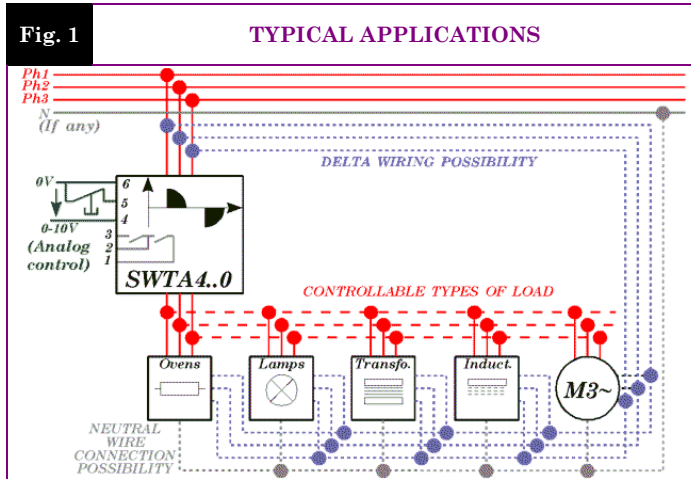 Fig. 1
TYPICAL APPLICATIONS
Ph1
Ph2
Ph3
N
(If any)
DELTA WIRING POSSIBILITY
0V
6
5
0-10V
4
(Analog
control)
3
2
1
SWTA4..0
CONTROLLABLE TYPES OF LOAD
Ovens
Lamps
Transfo.
Induct.
M3~
NEUTRAL
WIRE
CONNECTION
POSSIBILITY